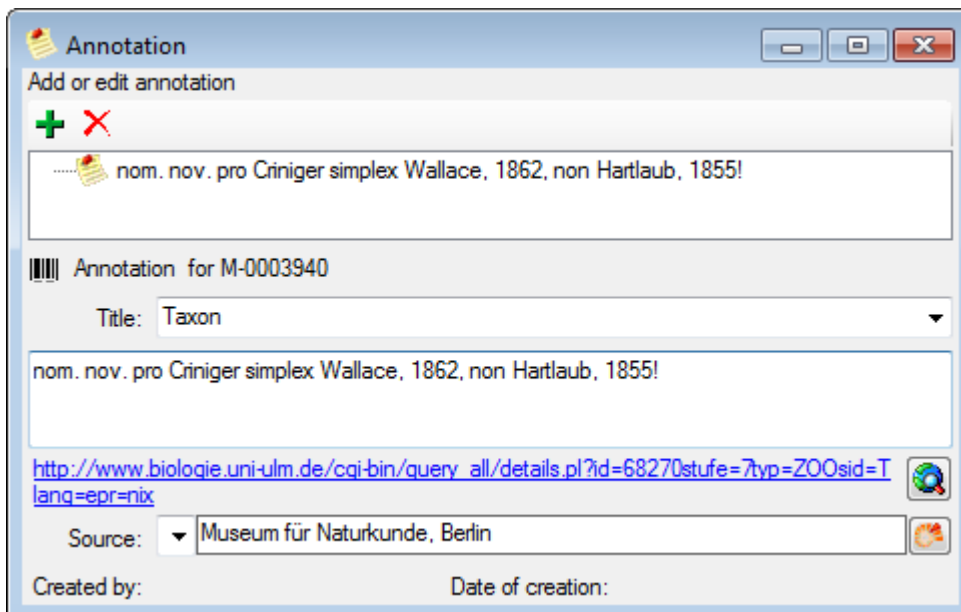 Annotation
Add or edit annotation
nom. nov. pro Criniger simplex Wallace, 1862, non Hartlaub, 1855!
Annotation for M-0003940
Title: Taxon
nom. nov. pro Criniger simplex Wallace, 1862, non Hartlaub, 1855!
http://www.biologie.uni-ulm.de/cgi-bin/query_all/details.pl?id=68270stufe=7typ=ZOOsid=T
lang=epr=nix
Source: Museum für Naturkunde, Berlin
Created by: Date of creation: